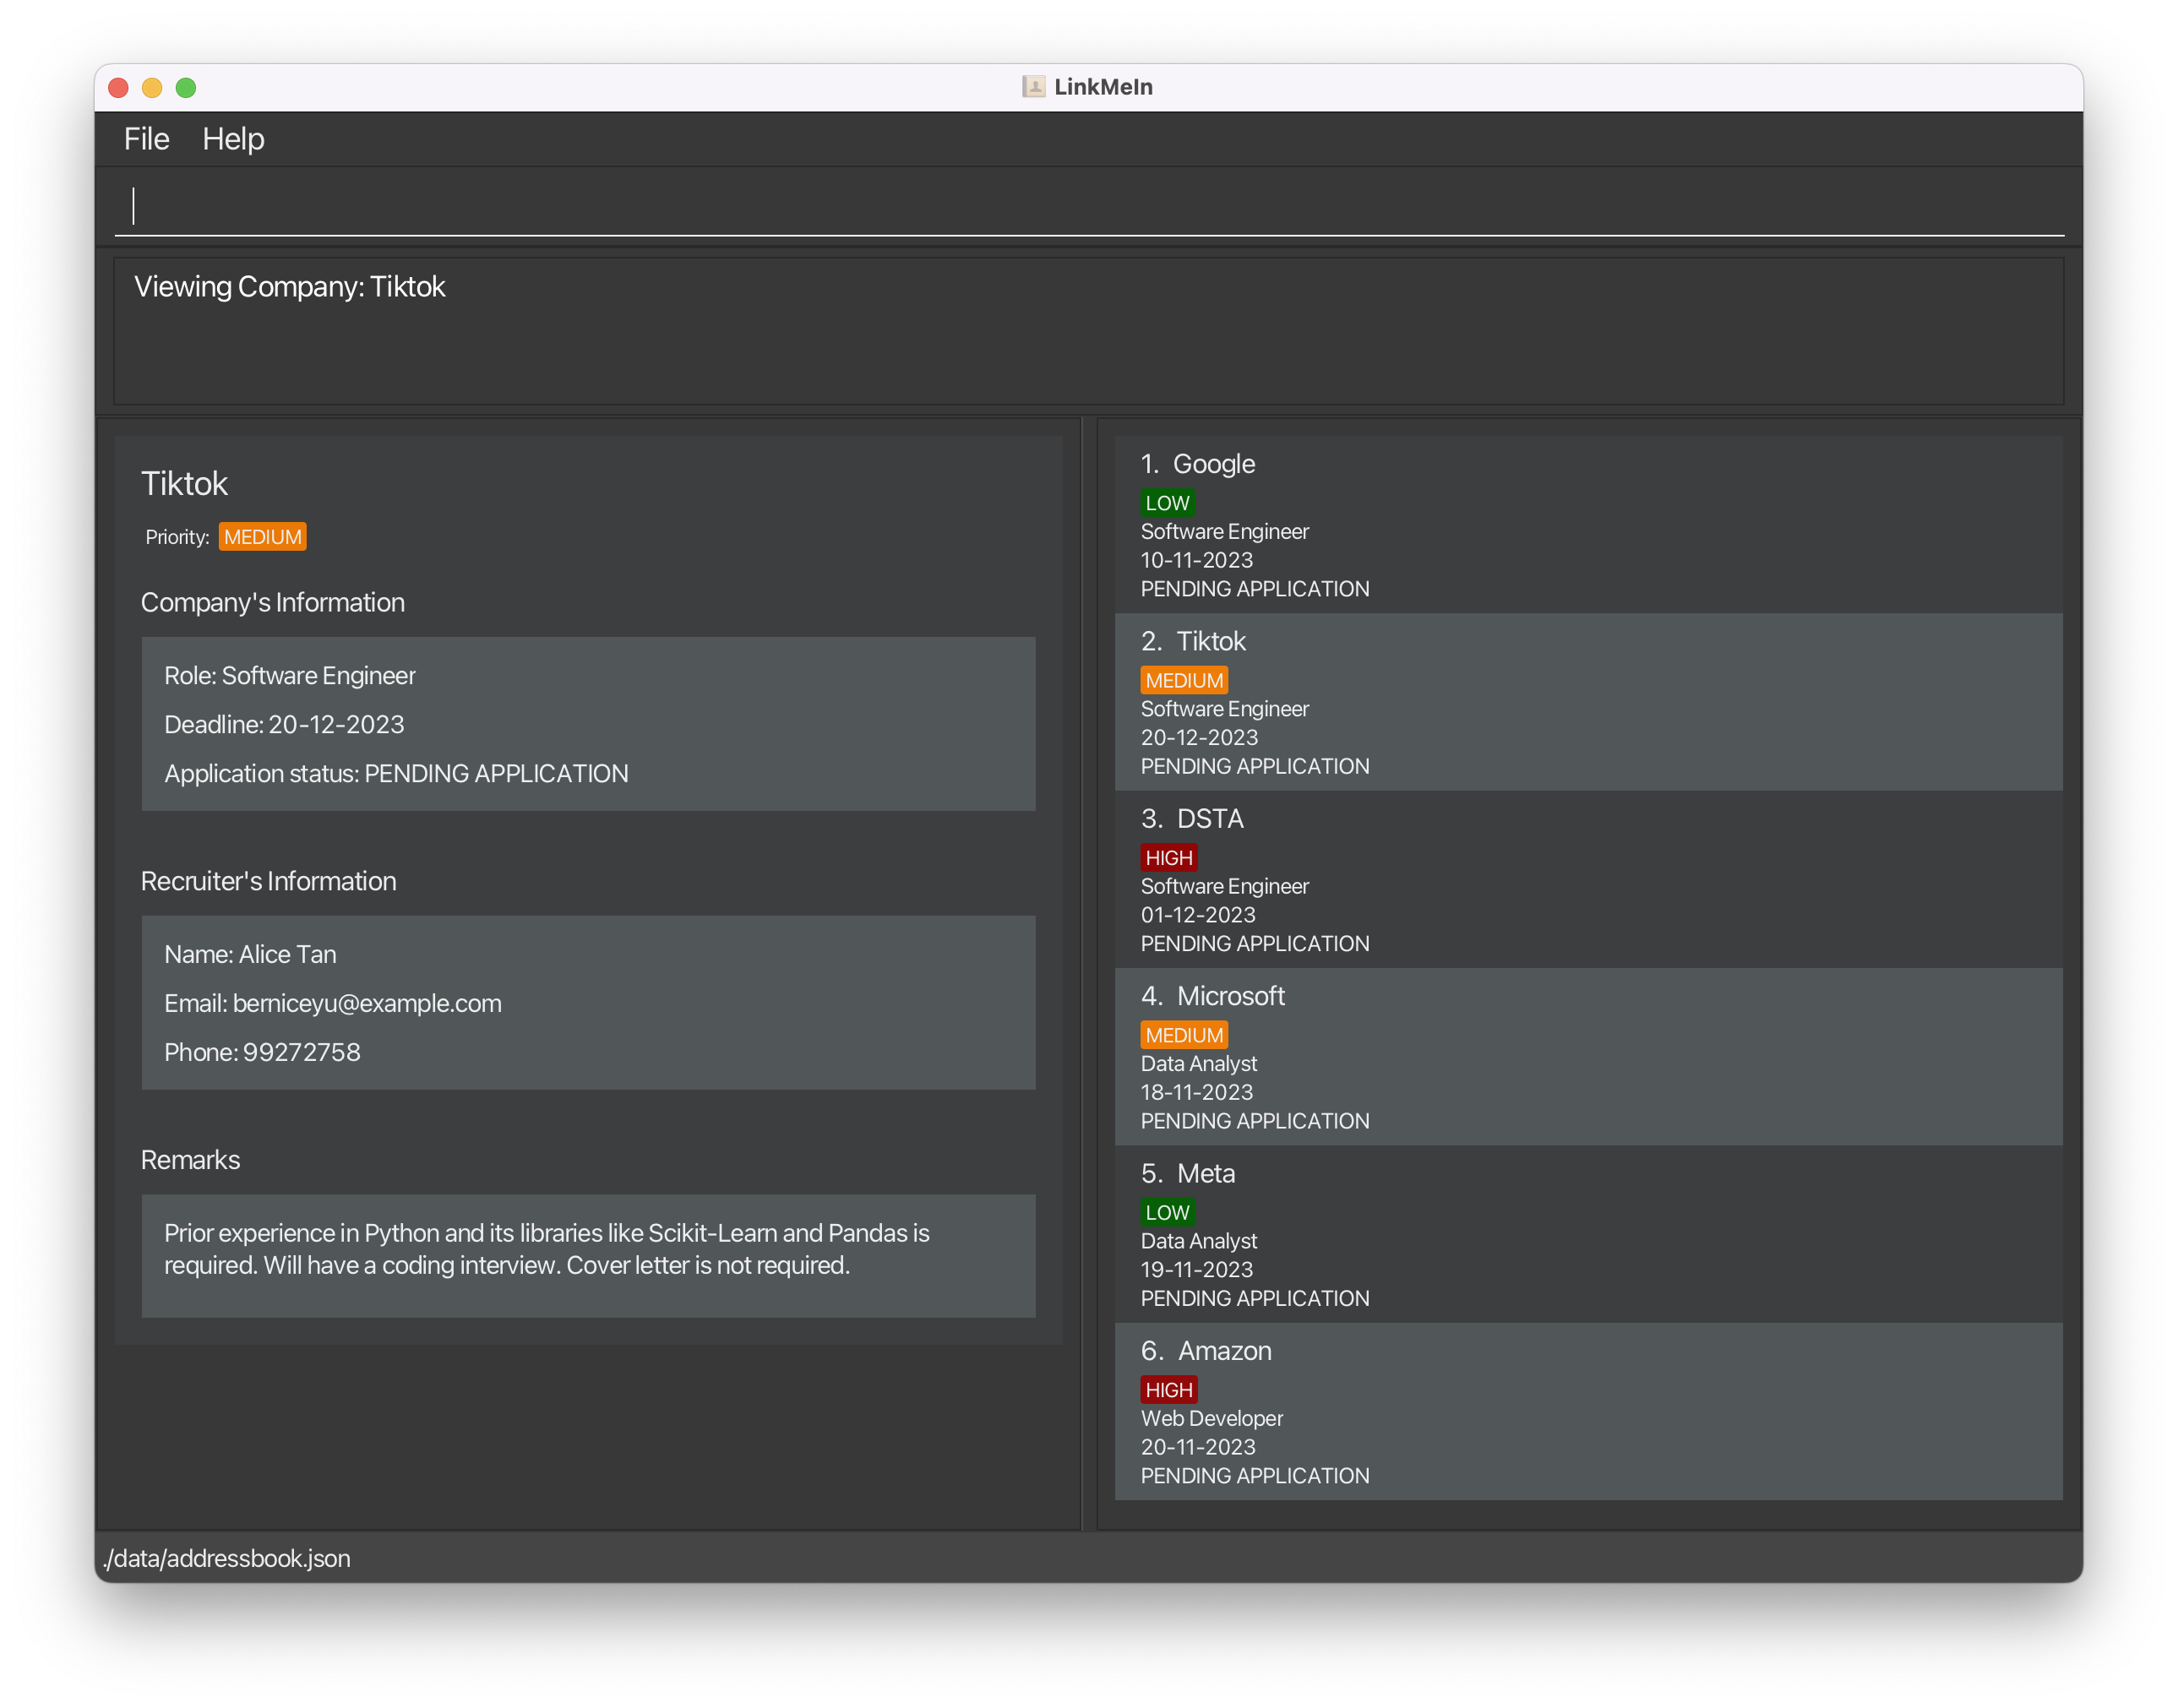 LinkMeIn
File Help
Viewing Company: Tiktok
Tiktok
Priority: MEDIUM
Company's Information
Role: Software Engineer
Deadline: 20-12-2023
Application status: PENDING APPLICATION
Recruiter's Information
Name: Alice Tan
Email: berniceyu@example.com
Phone: 99272758
Remarks
Prior experience in Python and its libraries like Scikit-Learn and Pandas is
required. Will have a coding interview. Cover letter is not required.
1. Google
LOW
Software Engineer
10-11-2023
PENDING APPLICATION
2. Tiktok
MEDIUM
Software Engineer
20-12-2023
PENDING APPLICATION
3. DSTA
HIGH
Software Engineer
01-12-2023
PENDING APPLICATION
4. Microsoft
MEDIUM
Data Analyst
18-11-2023
PENDING APPLICATION
5. Meta
LOW
Data Analyst
19-11-2023
PENDING APPLICATION
6. Amazon
HIGH
Web Developer
20-11-2023
PENDING APPLICATION
./data/addressbook.json